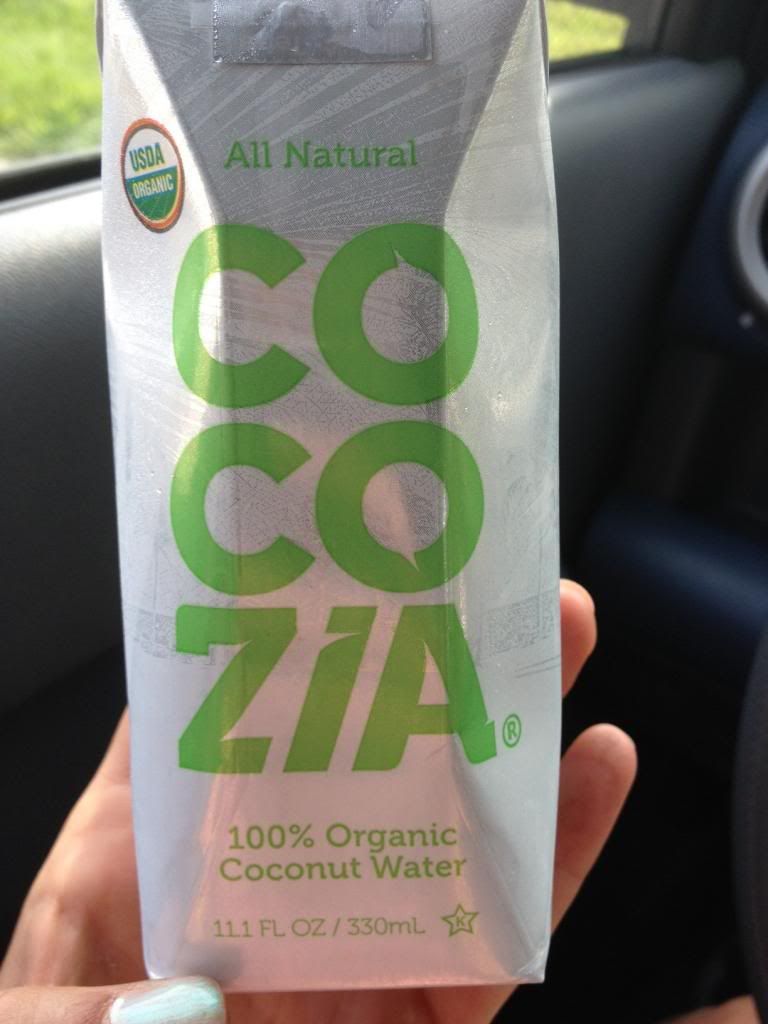 All Natural
USDA
ORGANIC
CO
CO
ZIA®
100% Organic
Coconut Water
11.1 FL OZ / 330mL K